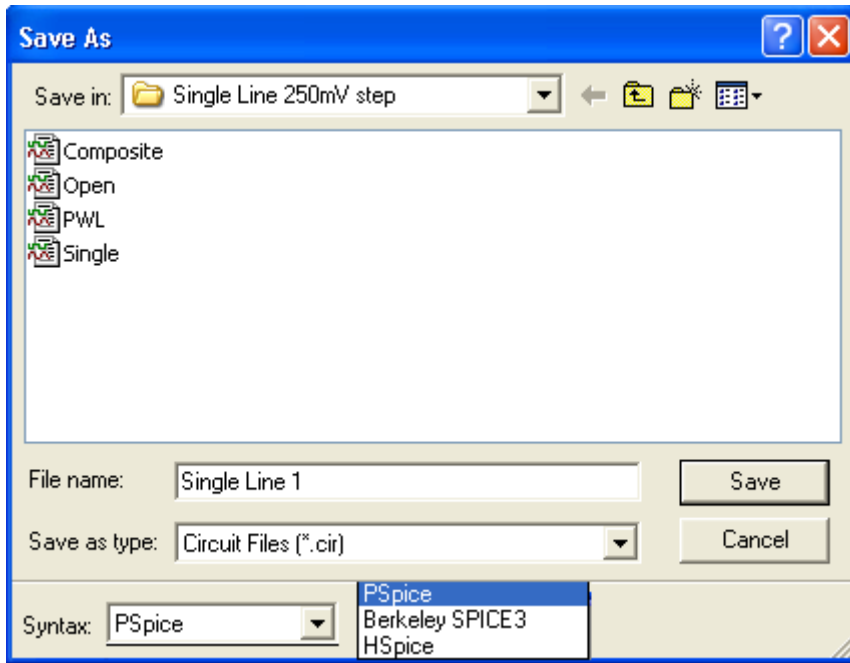 Save As
Save in: Single Line 250mV step
Composite
Open
PWL
Single
File name: Single Line 1 Save
Save as type: Circuit Files (*.cir) Cancel
Syntax: PSpice
PSpice
Berkeley SPICE3
HSpice